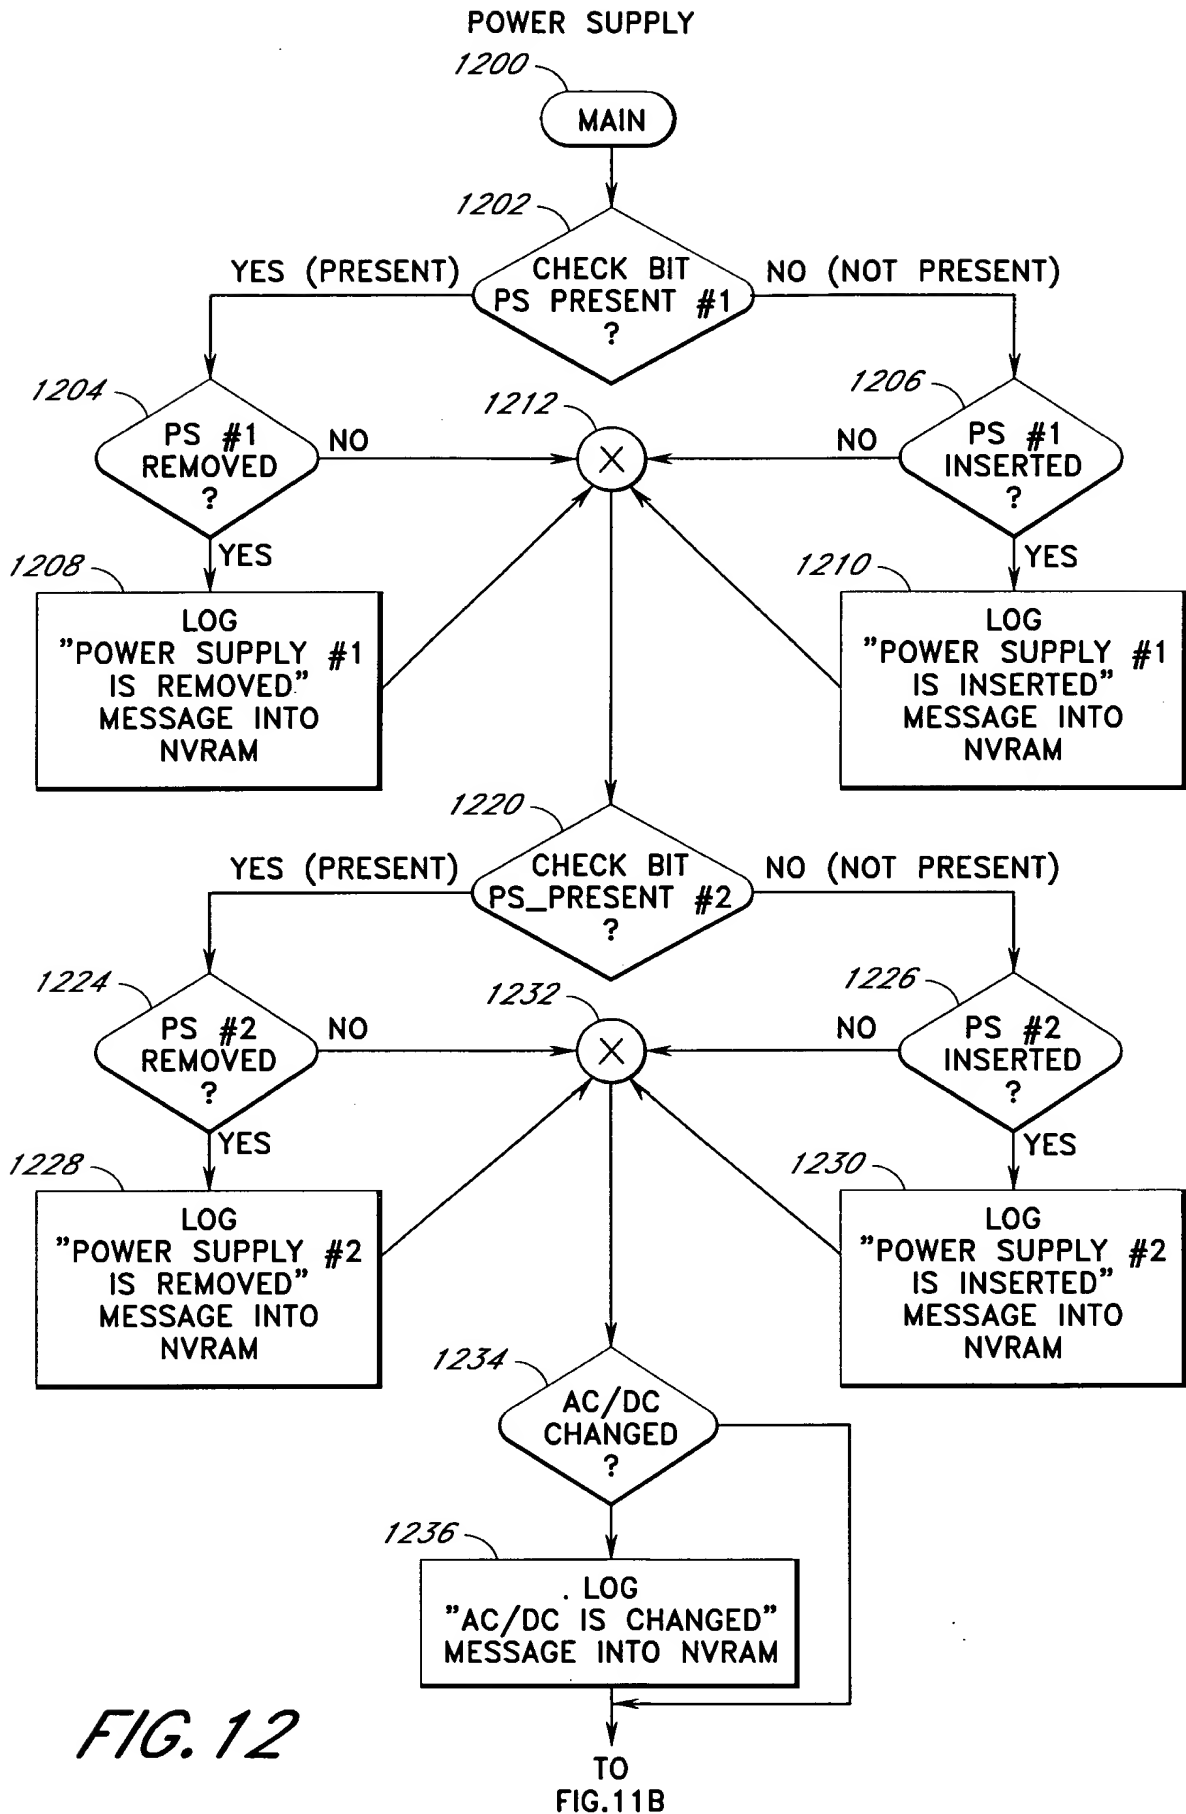 POWER SUPPLY
1200
MAIN
1202
CHECK BIT
PS PRESENT #1
?
YES (PRESENT)
NO (NOT PRESENT)
1204
PS #1
REMOVED
?
NO
1212
X
1206
PS #1
INSERTED
?
NO
YES
YES
1208
LOG
"POWER SUPPLY #1
IS REMOVED"
MESSAGE INTO
NVRAM
1210
LOG
"POWER SUPPLY #1
IS INSERTED"
MESSAGE INTO
NVRAM
1220
CHECK BIT
PS_PRESENT #2
?
YES (PRESENT)
NO (NOT PRESENT)
1224
PS #2
REMOVED
?
NO
1232
X
1226
PS #2
INSERTED
?
NO
YES
YES
1228
LOG
"POWER SUPPLY #2
IS REMOVED"
MESSAGE INTO
NVRAM
1230
LOG
"POWER SUPPLY #2
IS INSERTED"
MESSAGE INTO
NVRAM
1234
AC/DC
CHANGED
?
1236
LOG
"AC/DC IS CHANGED"
MESSAGE INTO NVRAM
TO
FIG.11B
FIG. 12